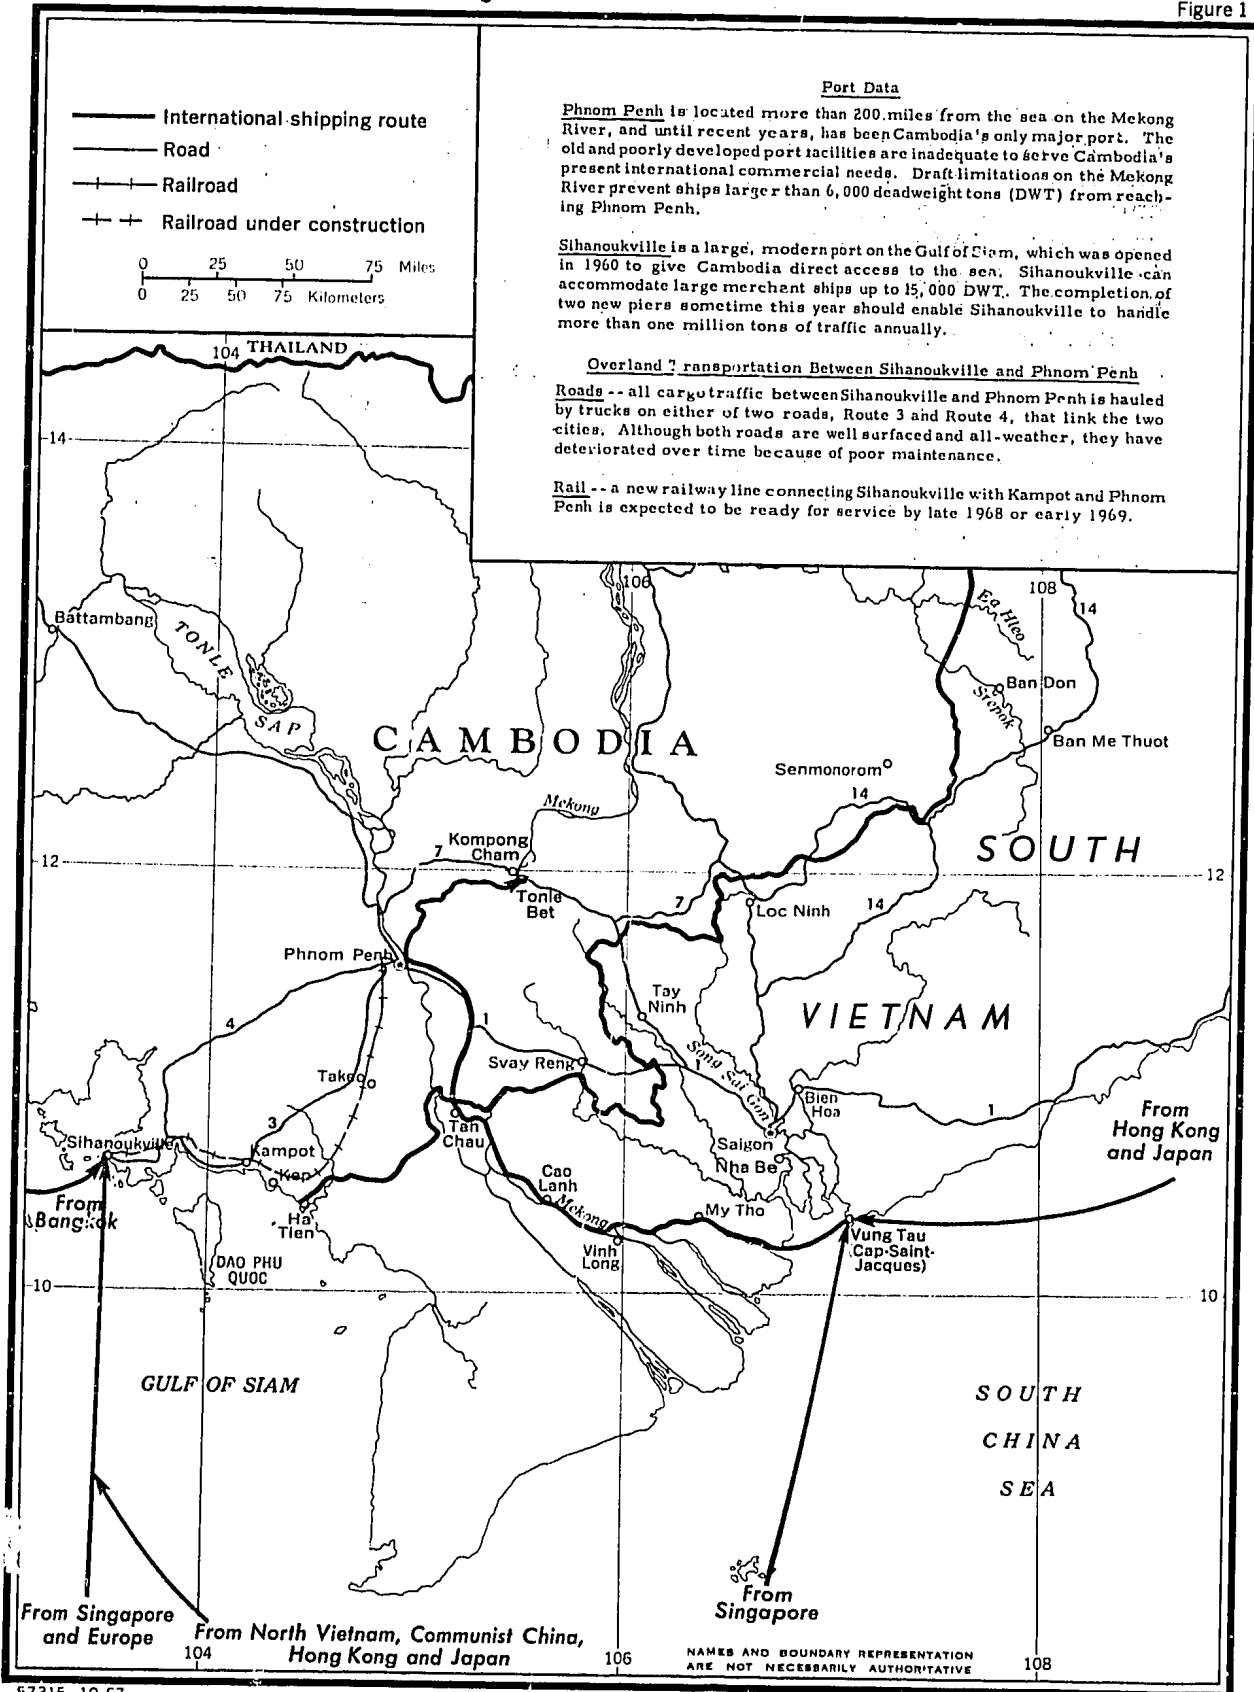 Figure 1
International shipping route
Road
Railroad
Railroad under construction
0 25 50 75 Miles
0 25 50 75 Kilometers
Port Data
Phnom Penh is located more than 200 miles from the sea on the Mekong
River, and until recent years, has been Cambodia's only major port. The
old and poorly developed port facilities are inadequate to serve Cambodia's
present international commercial needs. Draft limitations on the Mekong
River prevent ships larger than 6,000 deadweight tons (DWT) from reach-
ing Phnom Penh.
Sihanoukville is a large, modern port on the Gulf of Siam, which was opened
in 1960 to give Cambodia direct access to the sea. Sihanoukville can
accommodate large merchant ships up to 15,000 DWT. The completion of
two new piers sometime this year should enable Sihanoukville to handle
more than one million tons of traffic annually.
Overland Transportation Between Sihanoukville and Phnom Penh
Roads -- all cargo traffic between Sihanoukville and Phnom Penh is hauled
by trucks on either of two roads, Route 3 and Route 4, that link the two
cities. Although both roads are well surfaced and all-weather, they have
deteriorated over time because of poor maintenance.
Rail -- a new railway line connecting Sihanoukville with Kampot and Phnom
Penh is expected to be ready for service by late 1968 or early 1969.
104
THAILAND
14
106
108
14
Ea Hleo
Battambang
TONLE
SAP
Ban Don
Srepok
CAMBODIA
Ban Me Thuot
Senmonorom
14
Mekong
SOUTH
Kompong
Cham
7
12
12
Tonle
Bet
7
Loc Ninh
14
Phnom Penh
Tay
Ninh
VIETNAM
4
1
Song Sai Gon
Svay Reng
1
Takeo
Bien
Hoa
1
From
Hong Kong
and Japan
3
Tan
Chau
Sihanoukville
Kampot
Saigon
Nha Be
Kep
Cao
Lanh
From
Bangkok
Mekong
My Tho
Ha
Tien
Vung Tau
(Cap-Saint-
Jacques)
Vinh
Long
DAO PHU
QUOC
10
10
GULF OF SIAM
SOUTH
CHINA
SEA
From
Singapore
From Singapore
and Europe
From North Vietnam, Communist China,
Hong Kong and Japan
104
106
108
NAMES AND BOUNDARY REPRESENTATION
ARE NOT NECESSARILY AUTHORITATIVE